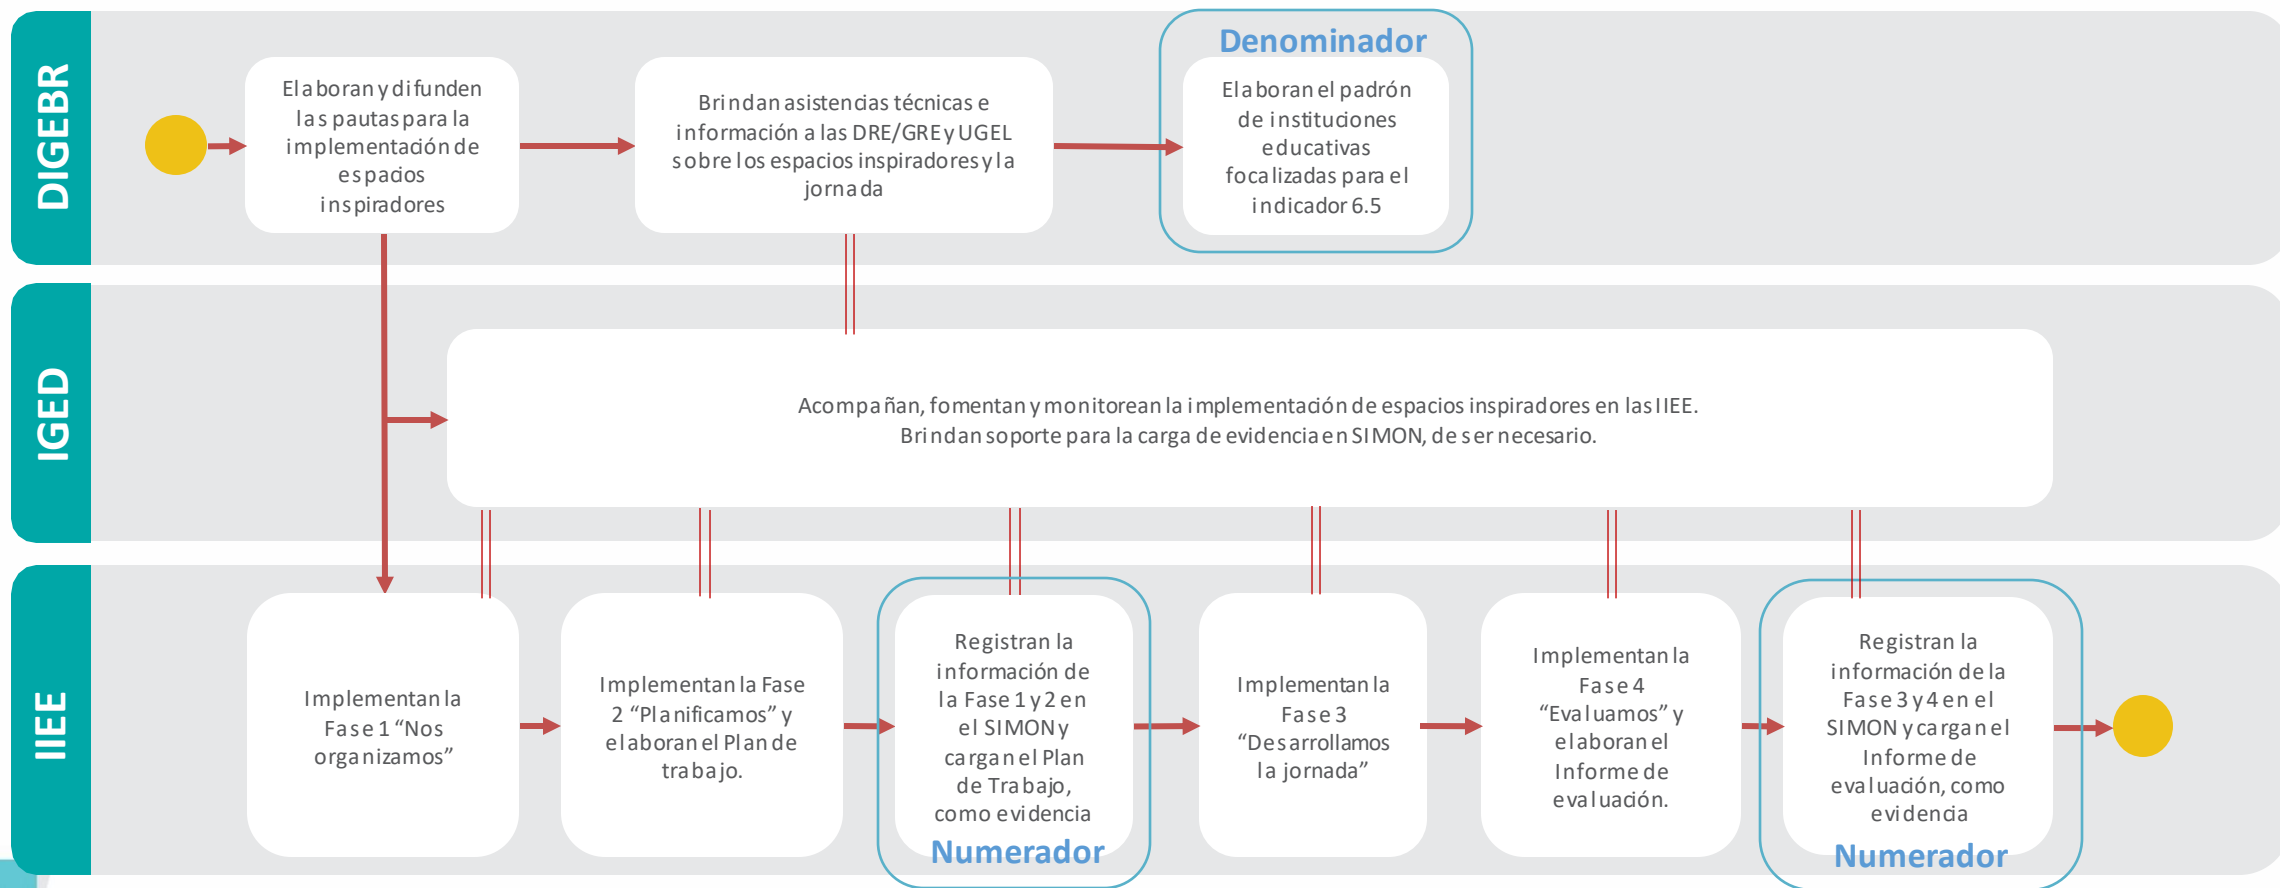 DIGEBR
Elaboran y difunden
las pautas para la
implementación de
espacios
inspiradores
Brindan asistencias técnicas e
información a las DRE/GRE y UGEL
sobre los espacios inspiradores y la
jornada
Denominador
Elaboran el padrón
de instituciones
educativas
focalizadas para el
indicador 6.5
IGED
Acompañan, fomentan y monitorean la implementación de espacios inspiradores en las IIEE.
Brindan soporte para la carga de evidencia en SIMON, de ser necesario.
IIEE
Implementan la
Fase 1 “Nos
organizamos”
Implementan la Fase
2 “Planificamos” y
elaboran el Plan de
trabajo.
Registran la
información de
la Fase 1 y 2 en
el SIMON y
cargan el Plan
de Trabajo,
como evidencia
Numerador
Implementan la
Fase 3
“Desarrollamos
la jornada”
Implementan la
Fase 4
“Evaluamos” y
elaboran el
Informe de
evaluación.
Registran la
información de la
Fase 3 y 4 en el
SIMON y cargan el
Informe de
evaluación, como
evidencia
Numerador